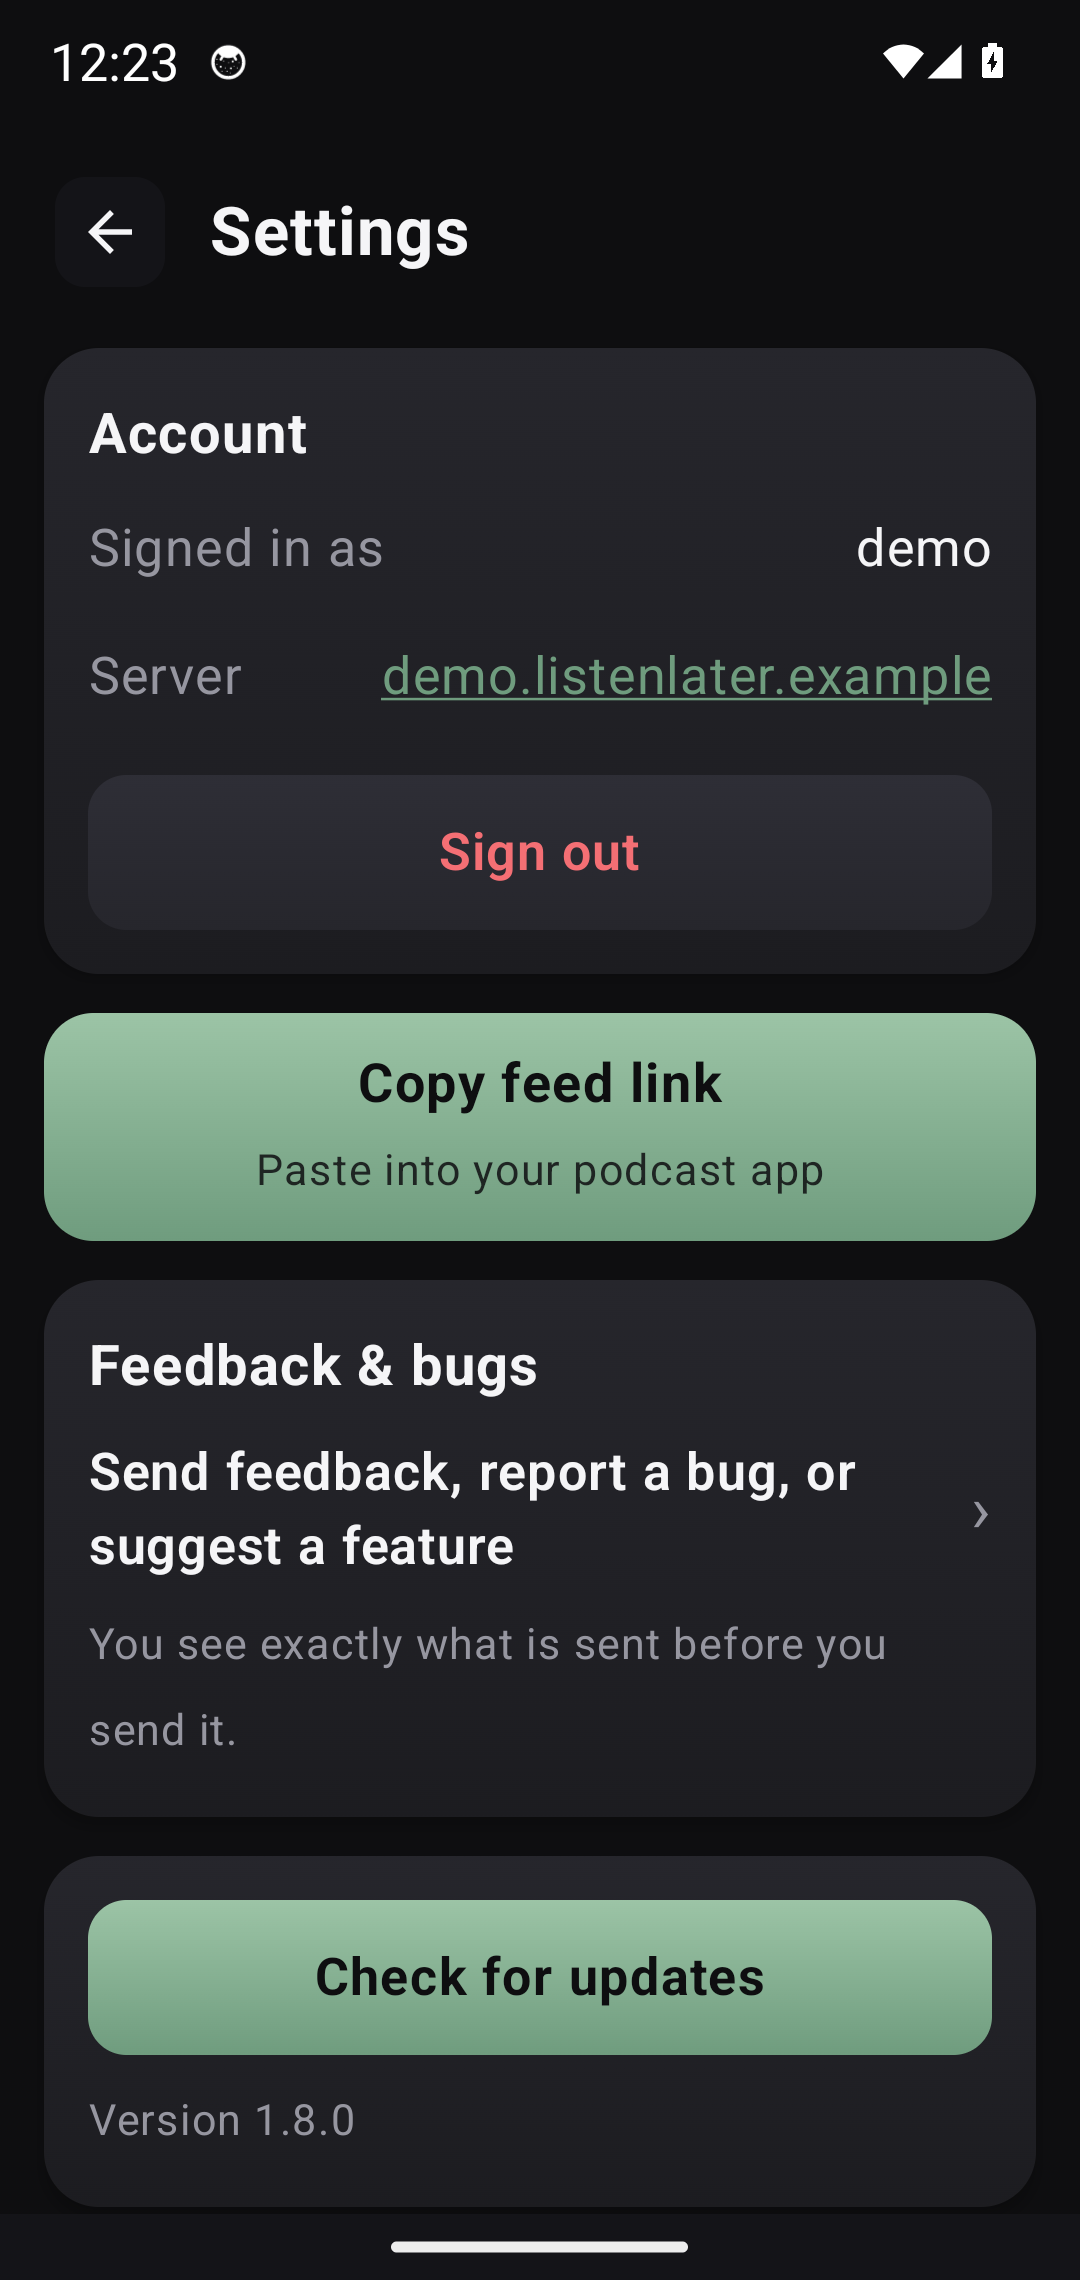 12:23
Settings
Account
Signed in as demo
Server demo.listenlater.example
Sign out
Copy feed link
Paste into your podcast app
Feedback & bugs
Send feedback, report a bug, or
suggest a feature ›
You see exactly what is sent before you
send it.
Check for updates
Version 1.8.0